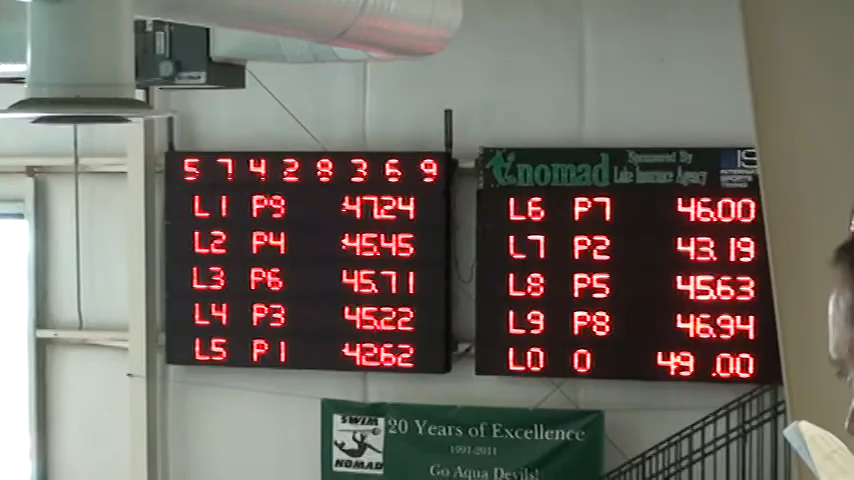 5 7 4 2 8 3 6 9
L1 P9 47.24
L2 P4 45.45
L3 P6 45.71
L4 P3 45.22
L5 P1 42.62
nomad Sponsored By
Lule Insurance Agency
L6 P7 46.00
L7 P2 43.19
L8 P5 45.63
L9 P8 46.94
L0 0 49 .00
SWIM
NOMAD
20 Years of Excellence
1991-2011
Go Aqua Devils!